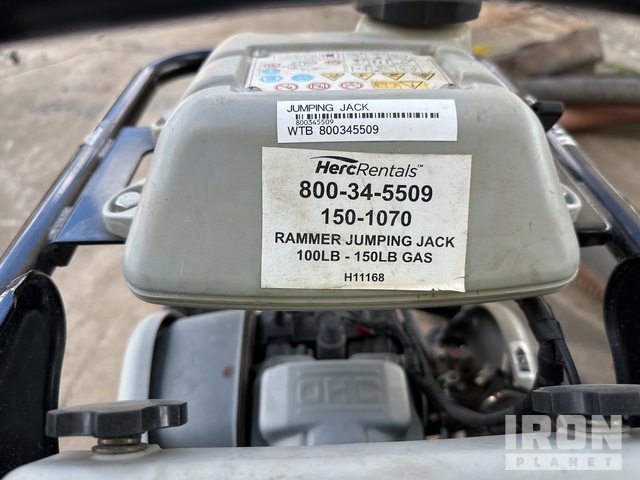 JUMPING JACK
800345509
WTB 800345509
HercRentals™
800-34-5509
150-1070
RAMMER JUMPING JACK
100LB - 150LB GAS
H11168
OHC
IRON
PLANET